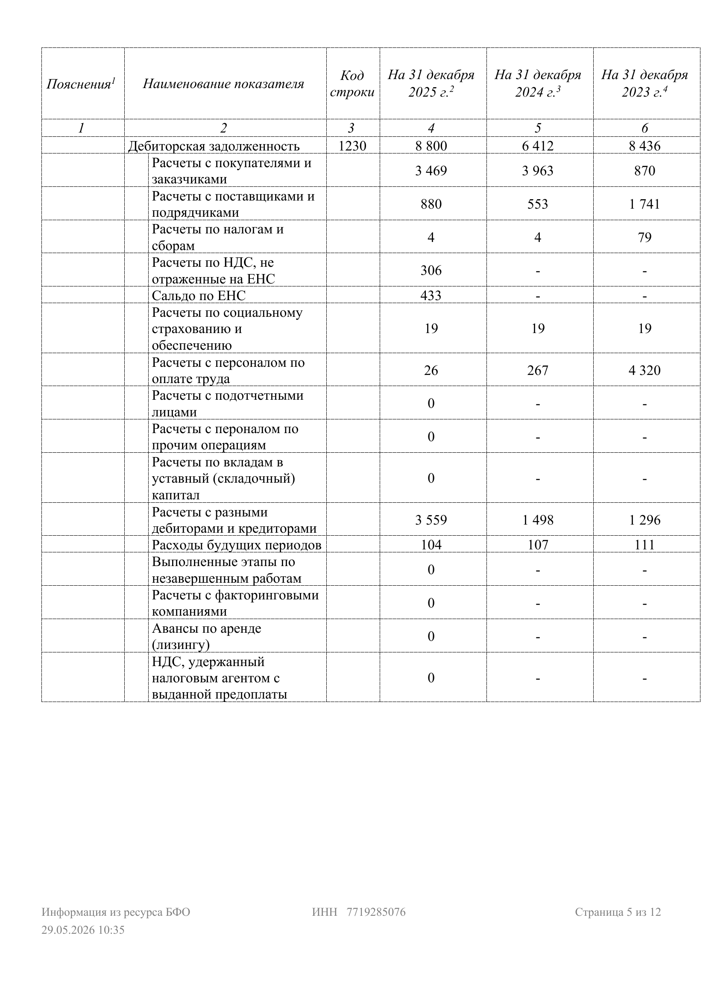 Пояснения1 Наименование показателя Код строки На 31 декабря 2025 г.2 На 31 декабря 2024 г.3 На 31 декабря 2023 г.4
1 2 3 4 5 6
Дебиторская задолженность 1230 8 800 6 412 8 436
Расчеты с покупателями и
заказчиками 3 469 3 963 870
Расчеты с поставщиками и
подрядчиками 880 553 1 741
Расчеты по налогам и
сборам 4 4 79
Расчеты по НДС, не
отраженные на ЕНС 306 - -
Сальдо по ЕНС 433 - -
Расчеты по социальному
страхованию и
обеспечению 19 19 19
Расчеты с персоналом по
оплате труда 26 267 4 320
Расчеты с подотчетными
лицами 0 - -
Расчеты с пероналом по
прочим операциям 0 - -
Расчеты по вкладам в
уставный (складочный)
капитал 0 - -
Расчеты с разными
дебиторами и кредиторами 3 559 1 498 1 296
Расходы будущих периодов 104 107 111
Выполненные этапы по
незавершенным работам 0 - -
Расчеты с факторинговыми
компаниями 0 - -
Авансы по аренде
(лизингу) 0 - -
НДС, удержанный
налоговым агентом с
выданной предоплаты 0 - -
Информация из ресурса БФО ИНН 7719285076 Страница 5 из 12
29.05.2026 10:35